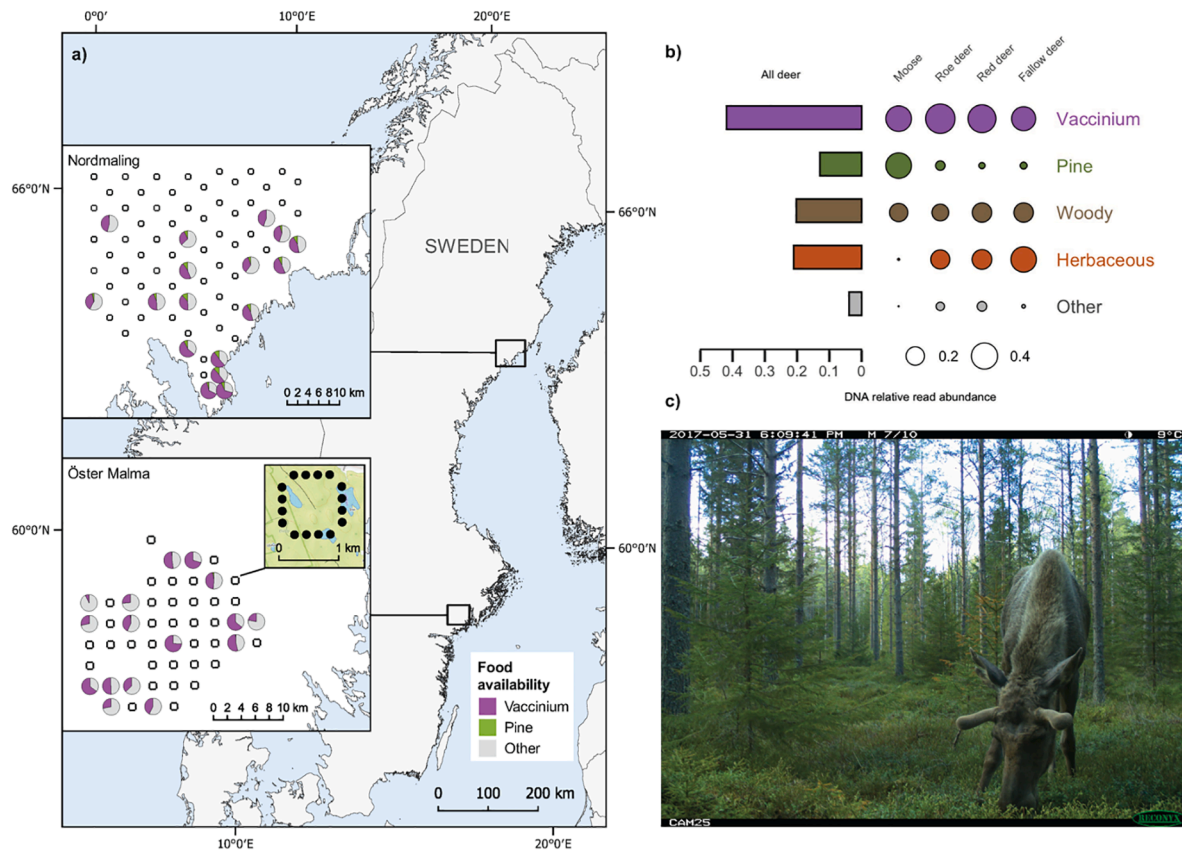 0°0′ 10°0′E 20°0′E
a)
Nordmaling
66°0′N
0 2 4 6 8 10 km
SWEDEN
66°0′N
Öster Malma
0 1 km
60°0′N
60°0′N
0 2 4 6 8 10 km
Food
availability
Vaccinium
Pine
Other
0 100 200 km
10°0′E 20°0′E
b)
All deer Moose Roe deer Red deer Fallow deer
Vaccinium
Pine
Woody
Herbaceous
Other
0.2 0.4
0.5 0.4 0.3 0.2 0.1 0
DNA relative read abundance
c)
2017-05-31 6:09:41 PM M 7/10 9°C
CAM25 RECONYX